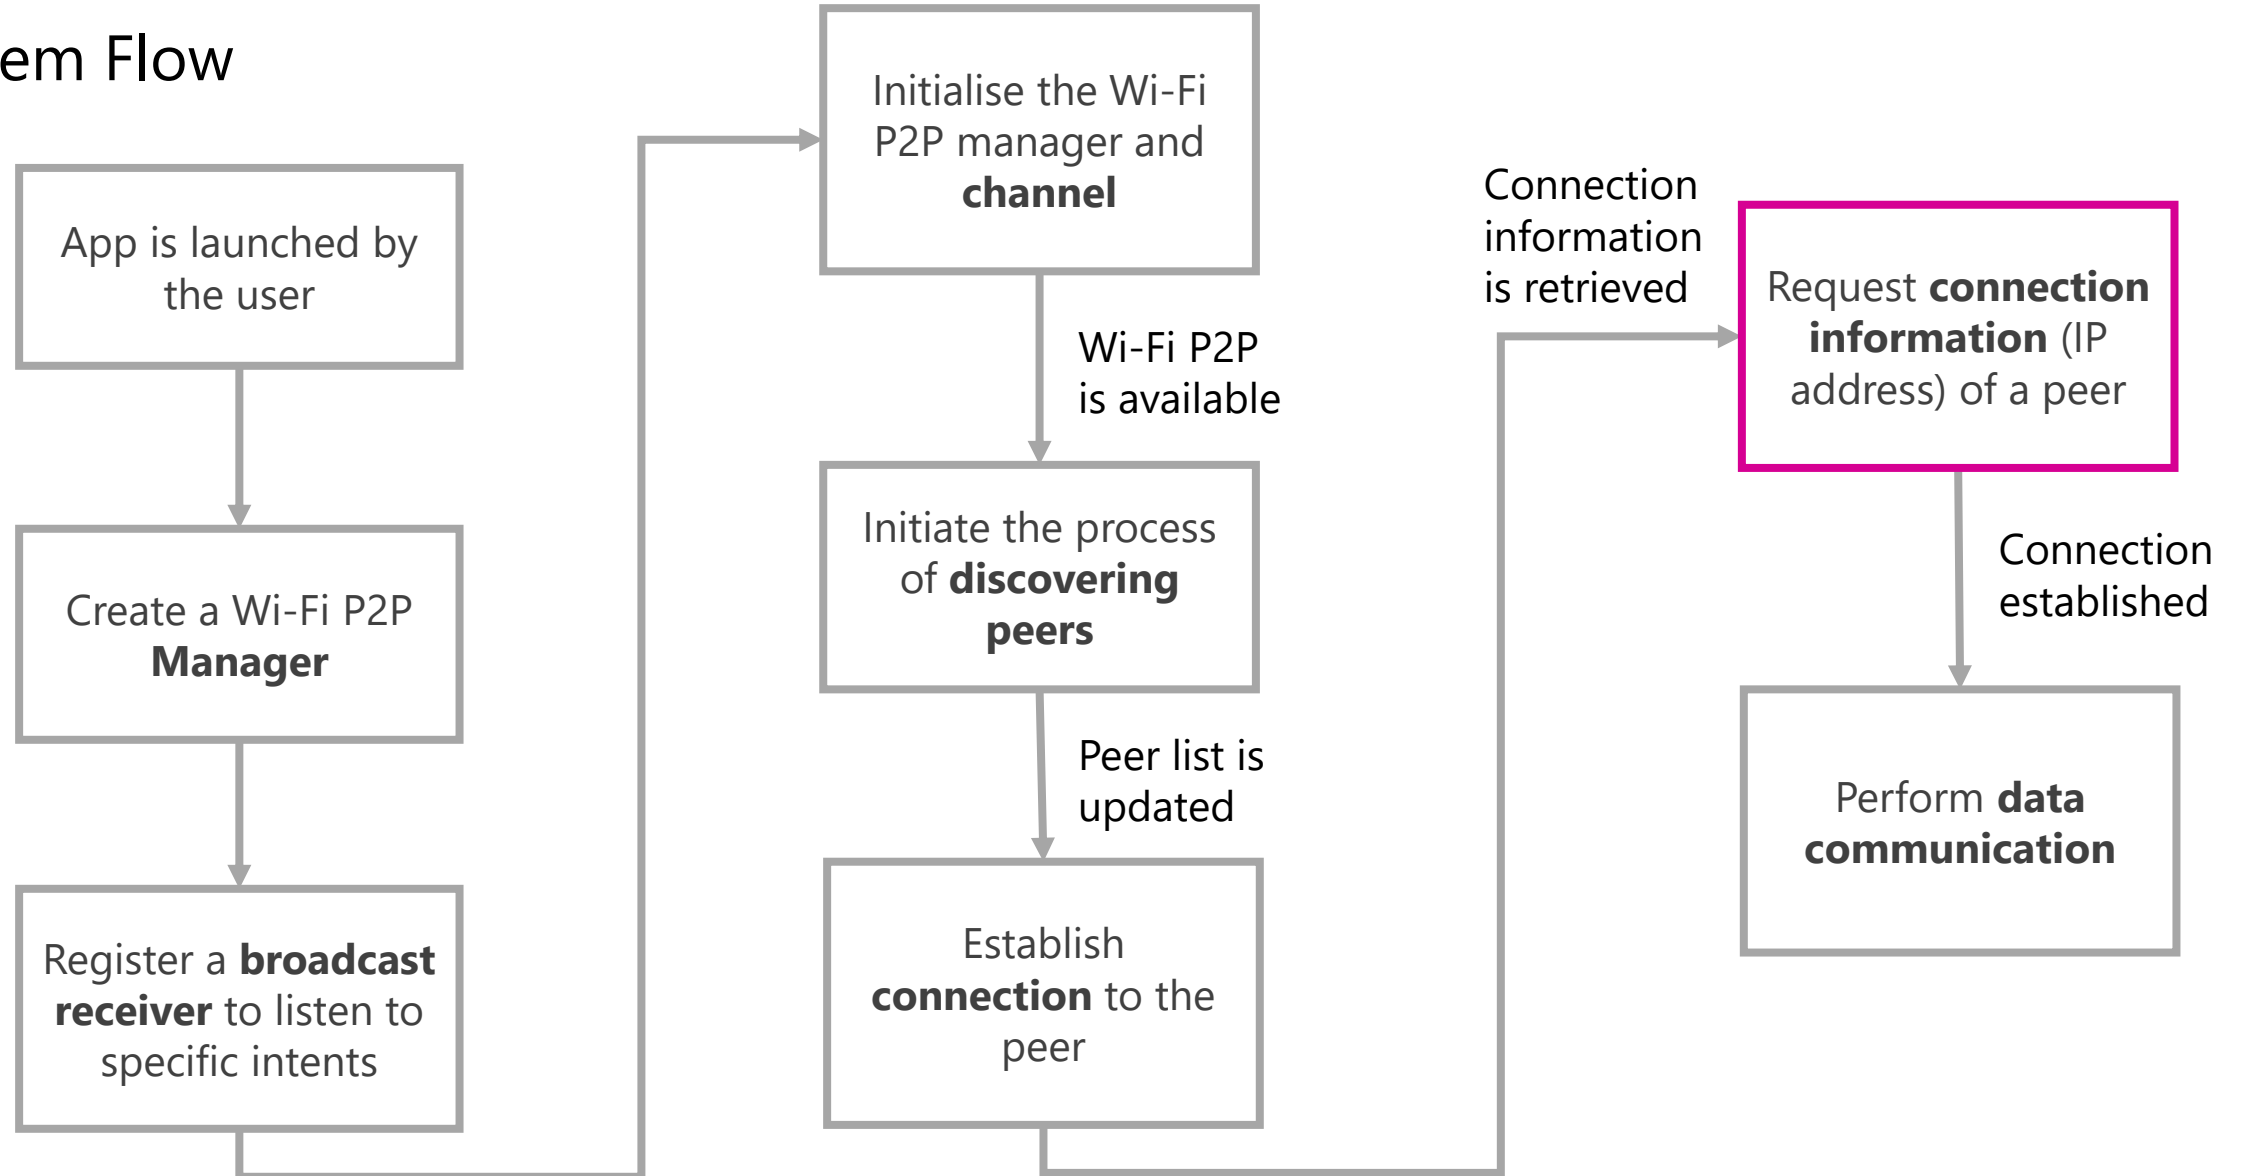 em Flow
App is launched by
the user
Create a Wi-Fi P2P
Manager
Register a broadcast
receiver to listen to
specific intents
Initialise the Wi-Fi
P2P manager and
channel
Wi-Fi P2P
is available
Initiate the process
of discovering
peers
Peer list is
updated
Establish
connection to the
peer
Connection
information
is retrieved
Request connection
information (IP
address) of a peer
Connection
established
Perform data
communication